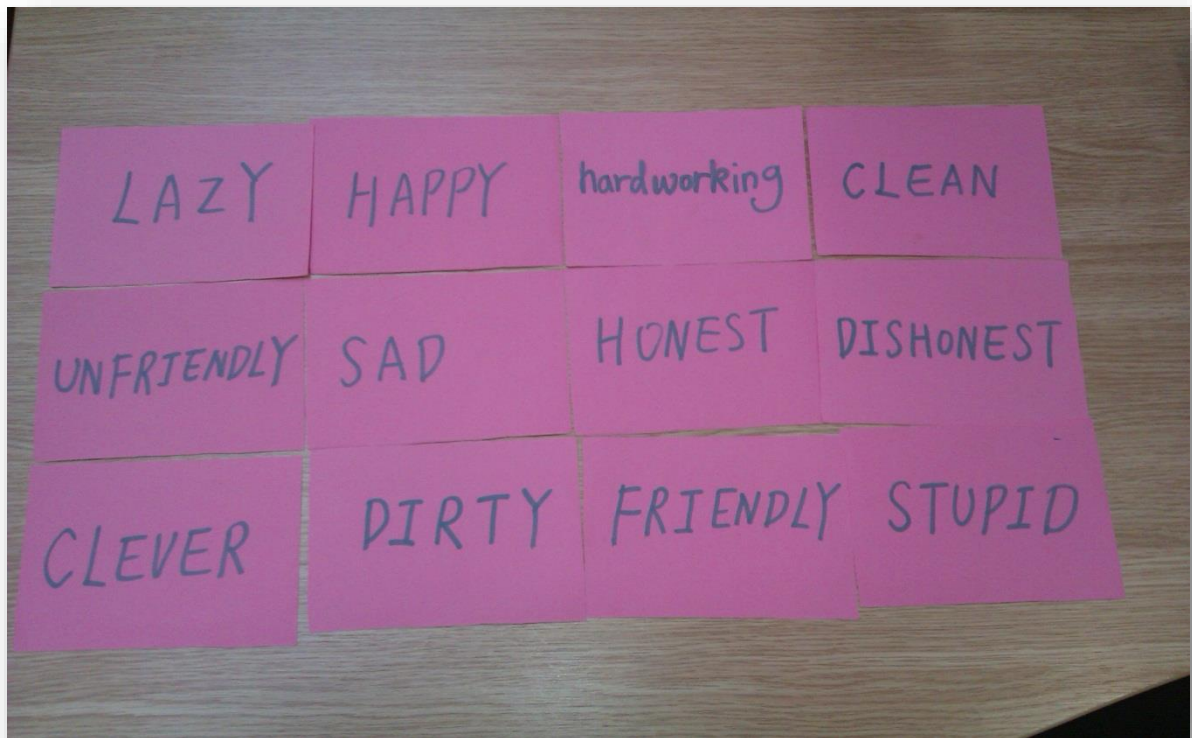 LAZY HAPPY hardworking CLEAN
UNFRIENDLY SAD HONEST DISHONEST
CLEVER DIRTY FRIENDLY STUPID